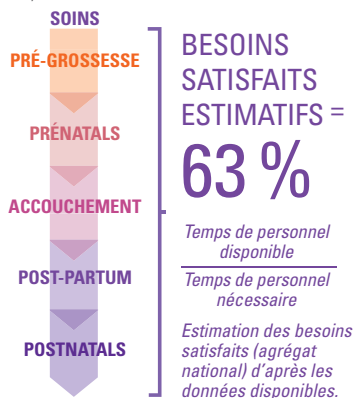 SOINS
PRÉ-GROSSESSE
PRÉNATALS
ACCOUCHEMENT
POST-PARTUM
POSTNATALS
BESOINS
SATISFAITS
ESTIMATIFS =
63 %
Temps de personnel
disponible
Temps de personnel
nécessaire
Estimation des besoins
satisfaits (agrégat
national) d’après les
données disponibles.